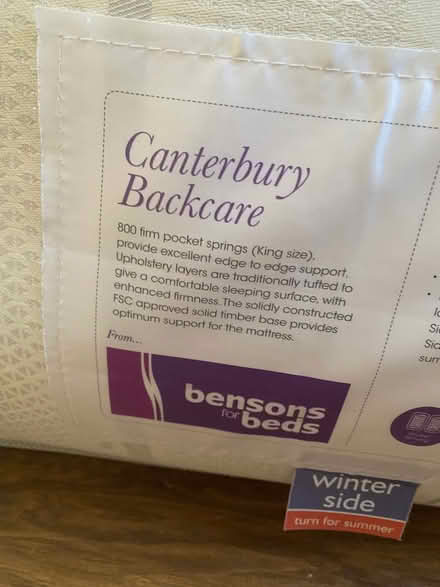 Canterbury
Backcare
800 firm pocket springs (King size),
provide excellent edge to edge support.
Upholstery layers are traditionally tufted to
give a comfortable sleeping surface, with
enhanced firmness. The solidly constructed
FSC approved solid timber base provides
optimum support for the mattress.
From...
bensons
for beds
winter
side
turn for summer